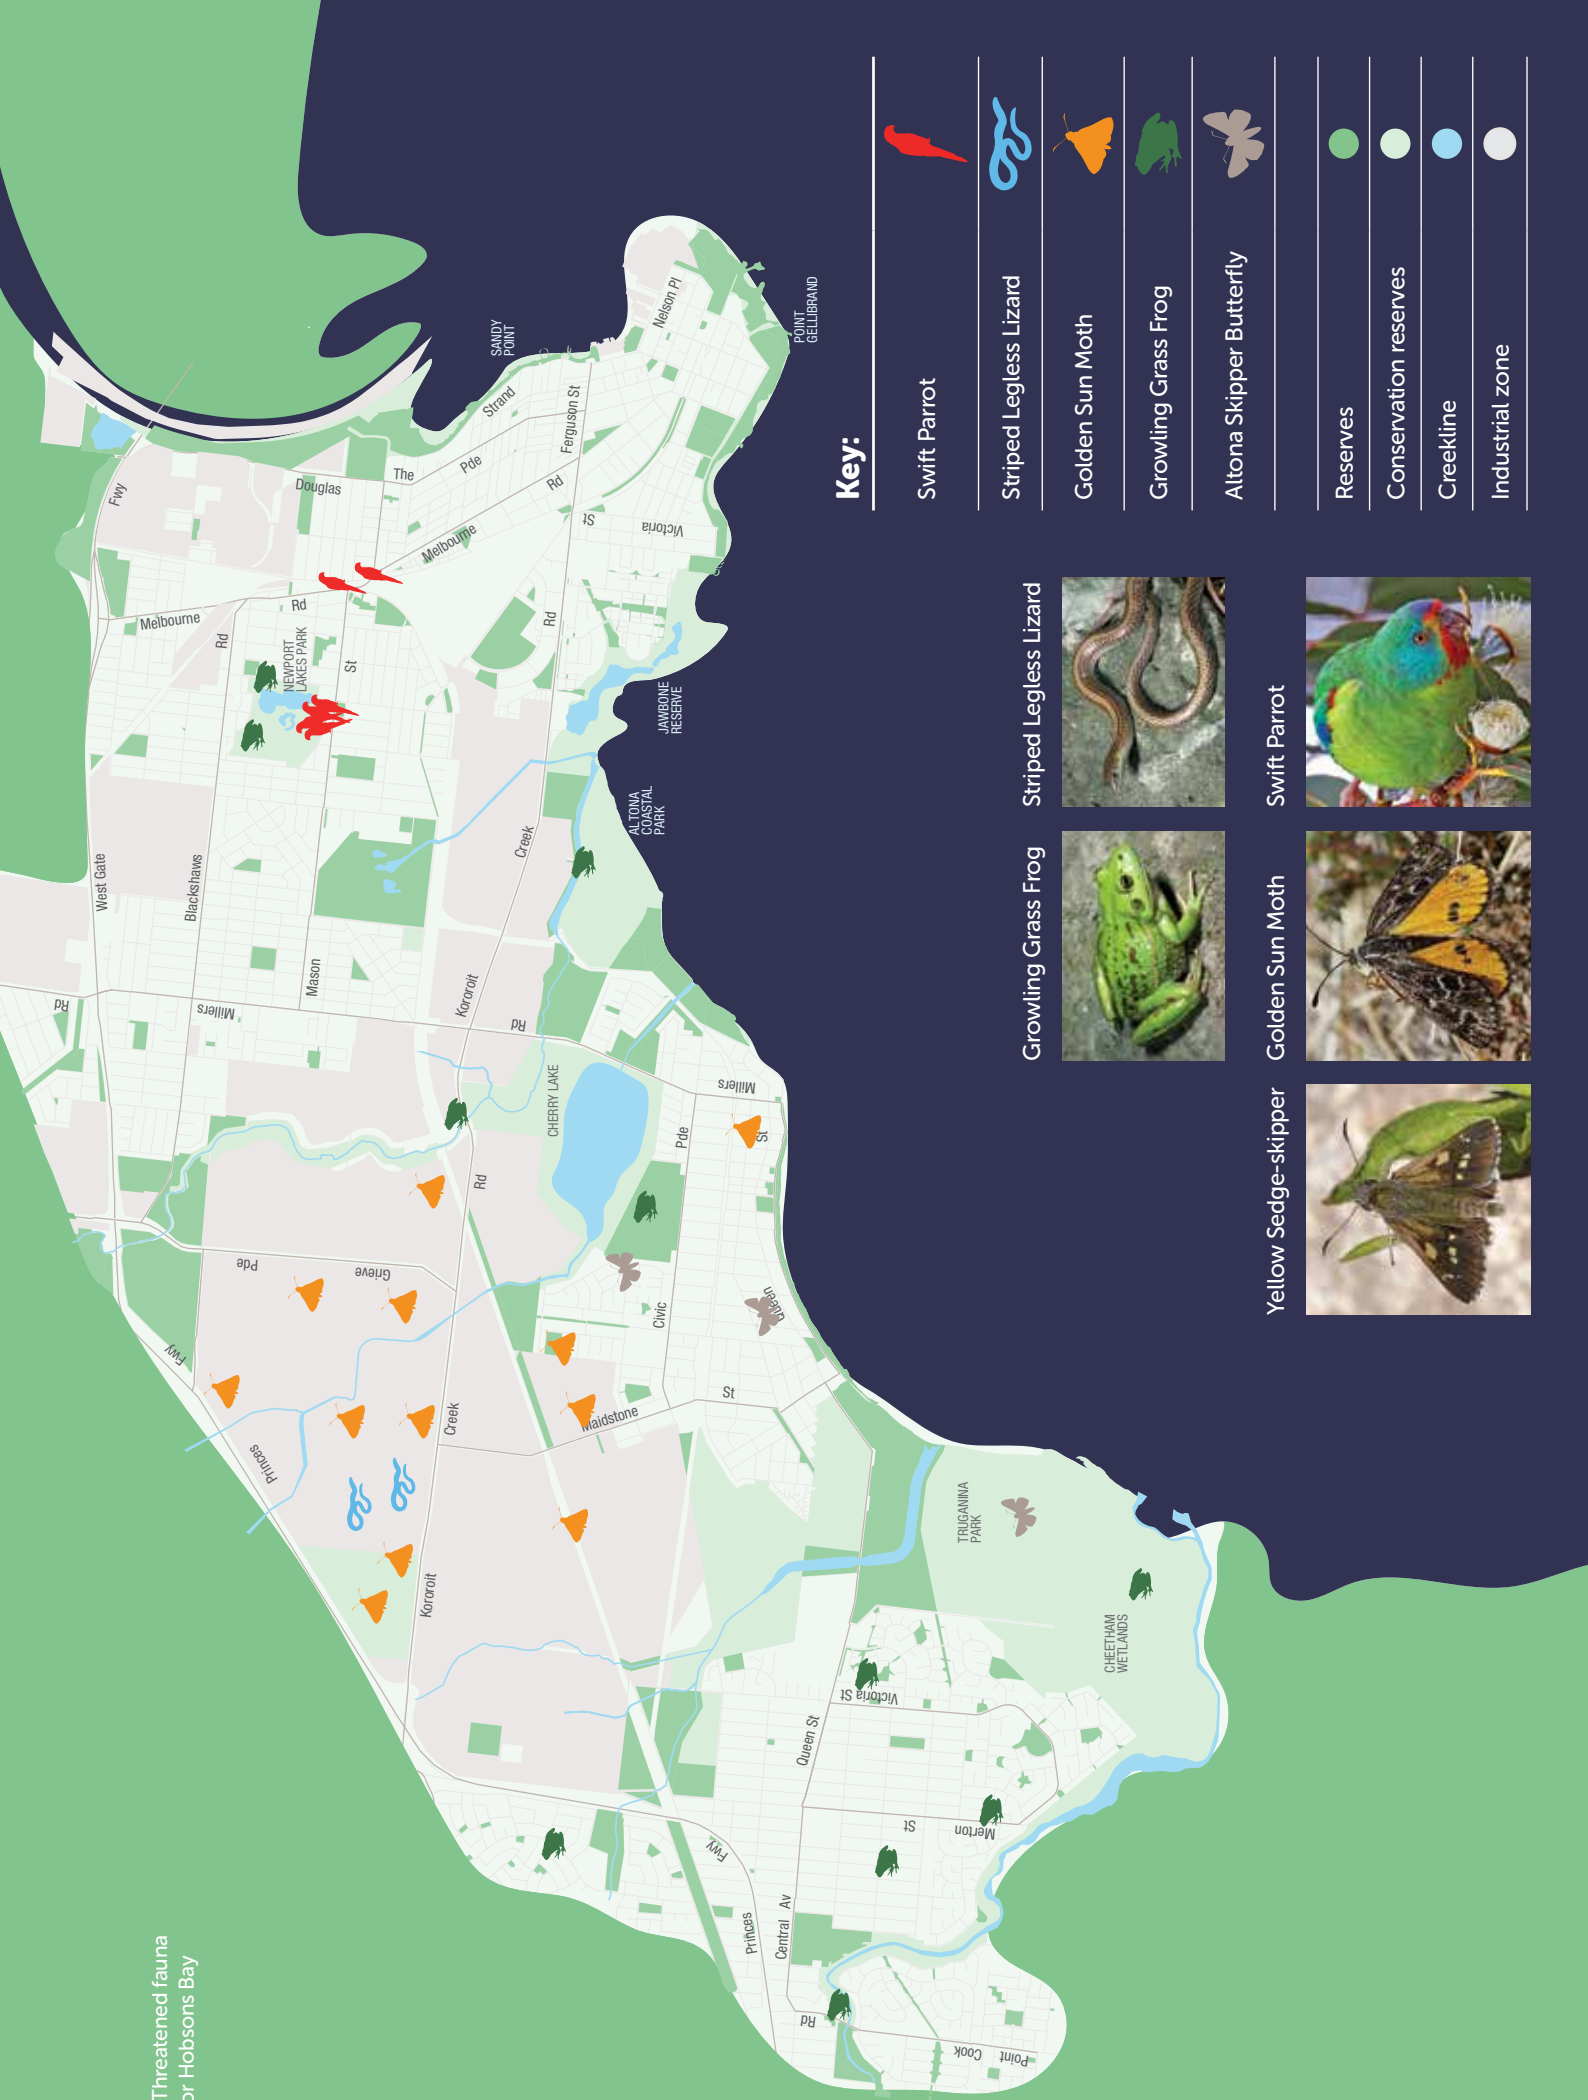 Threatened fauna
or Hobsons Bay
Key:
Swift Parrot
Striped Legless Lizard
Golden Sun Moth
Growling Grass Frog
Altona Skipper Butterfly
Reserves
Conservation reserves
Creekline
Industrial zone
Growling Grass Frog
Striped Legless Lizard
Yellow Sedge-skipper
Golden Sun Moth
Swift Parrot
SANDY
POINT
POINT
GELLIBRAND
NEWPORT
LAKES PARK
JAWBONE
RESERVE
ALTONA
COASTAL
PARK
CHERRY LAKE
TRUGANINA
PARK
CHEETHAM
WETLANDS
Nelson Pl
Strand
The
Pde
Ferguson St
Douglas
Fwy
Melbourne
Rd
Melbourne
Rd
Rd
St
Victoria
St
Rd
Creek
Kororoit
West Gate
Blackshaws
Mason
Rd
Millers
Rd
Millers
Pde
St
Rd
Pde
Grieve
Civic
Queen
St
Maidstone
Fwy
Princes
Creek
Kororoit
Queen St
Victoria St
St
Merton
Fwy
Princes
Central Av
Rd
Cook
Point